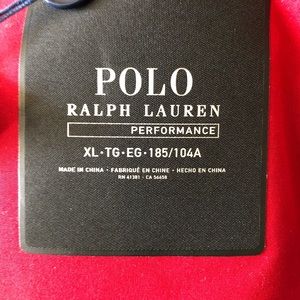 POLO
RALPH LAUREN
PERFORMANCE
XL•TG•EG•185/104A
MADE IN CHINA • FABRIQUÉ EN CHINE • HECHO EN CHINA
RN 41381 • CA 56658